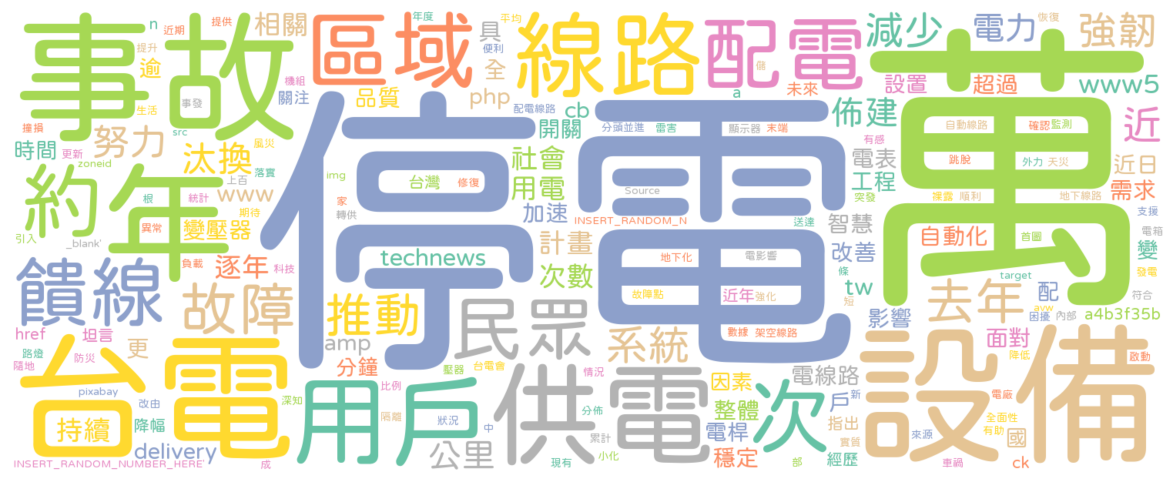 事故
區域
線路
配電
減少
電力
強韌
萬
停電
相關
n
近期
提供
年度
平均
恢復
提升
逾
機組
具
便利
個
設置
超過
www5
關注
品質
全
php
cb
配電線路
a
未來
佈建
近
生活
事發
撞損
努力
src
風災
開關
分頭並進
雷害
顯示器
末端
自動線路
確認
監測
時間
更新
汰換
落實
社會
有感
電表
跳脫
外力
天災
近日
zoneid
約
年
www
根
統計
上百
img
台灣
修復
用電
Source
工程
突發
裸露
順利
地下線路
需求
期待
家
轉供
加速
INSERT_RANDOM_N
送達
智慧
支援
引入
_blank'
異常
變壓器
計畫
電箱
自動化
首圖
變
饋線
負載
逐年
科技
technews
次數
地下化
電影響
改善
發電
故障
推動
民眾
系統
故障點
近年
強化
條
tw
target
符合
去年
配
ayw
困擾
內部
a4b3f35b
href
坦言
amp
數據
架空線路
短
影響
面對
降低
啟動
路燈
防災
更
隔地
台電
分鐘
台電會
壓器
情況
因素
電線路
設備
pixabay
改由
深知
比例
用戶
供電
次
戶
新
電廠
全面性
持續
降幅
隔離
狀況
中
分佈
整體
指出
有助
delivery
公里
累計
電桿
實質
來源
國
INSERT_RANDOM_NUMBER_HERE'
成
現有
小化
穩定
部
經歷
車禍
ck